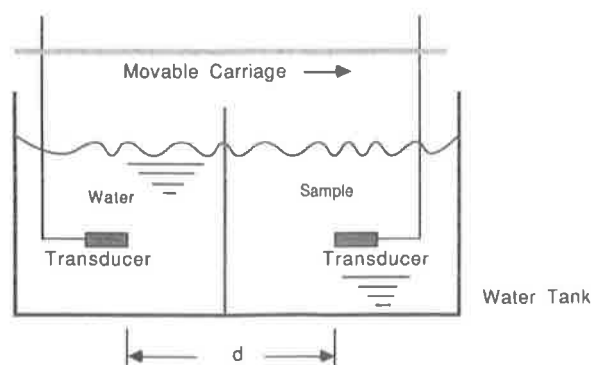 Movable Carriage
Water
Sample
Transducer
Transducer
Water Tank
d